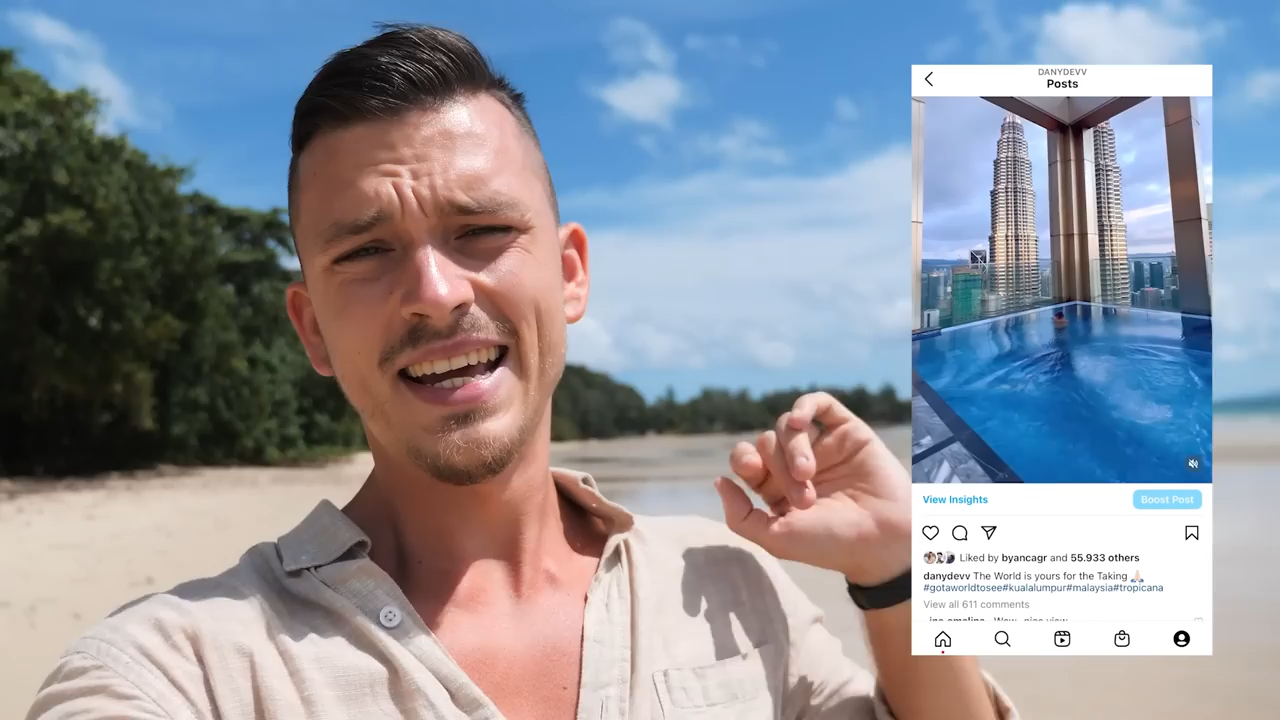 DANYDEVV
Posts
View Insights
Boost Post
Liked by byancagr and 55.933 others
danydevv The World is yours for the Taking 🙏🏻
#gotaworldtosee#kualalumpur#malaysia#tropicana
View all 611 comments